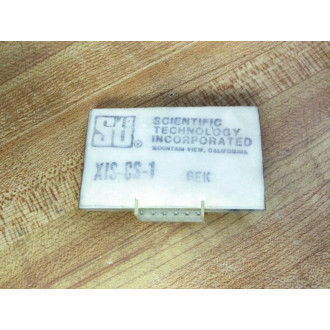 STI®
SCIENTIFIC
TECHNOLOGY
INCORPORATED
MOUNTAIN VIEW, CALIFORNIA
XIS-CS-1 BEK